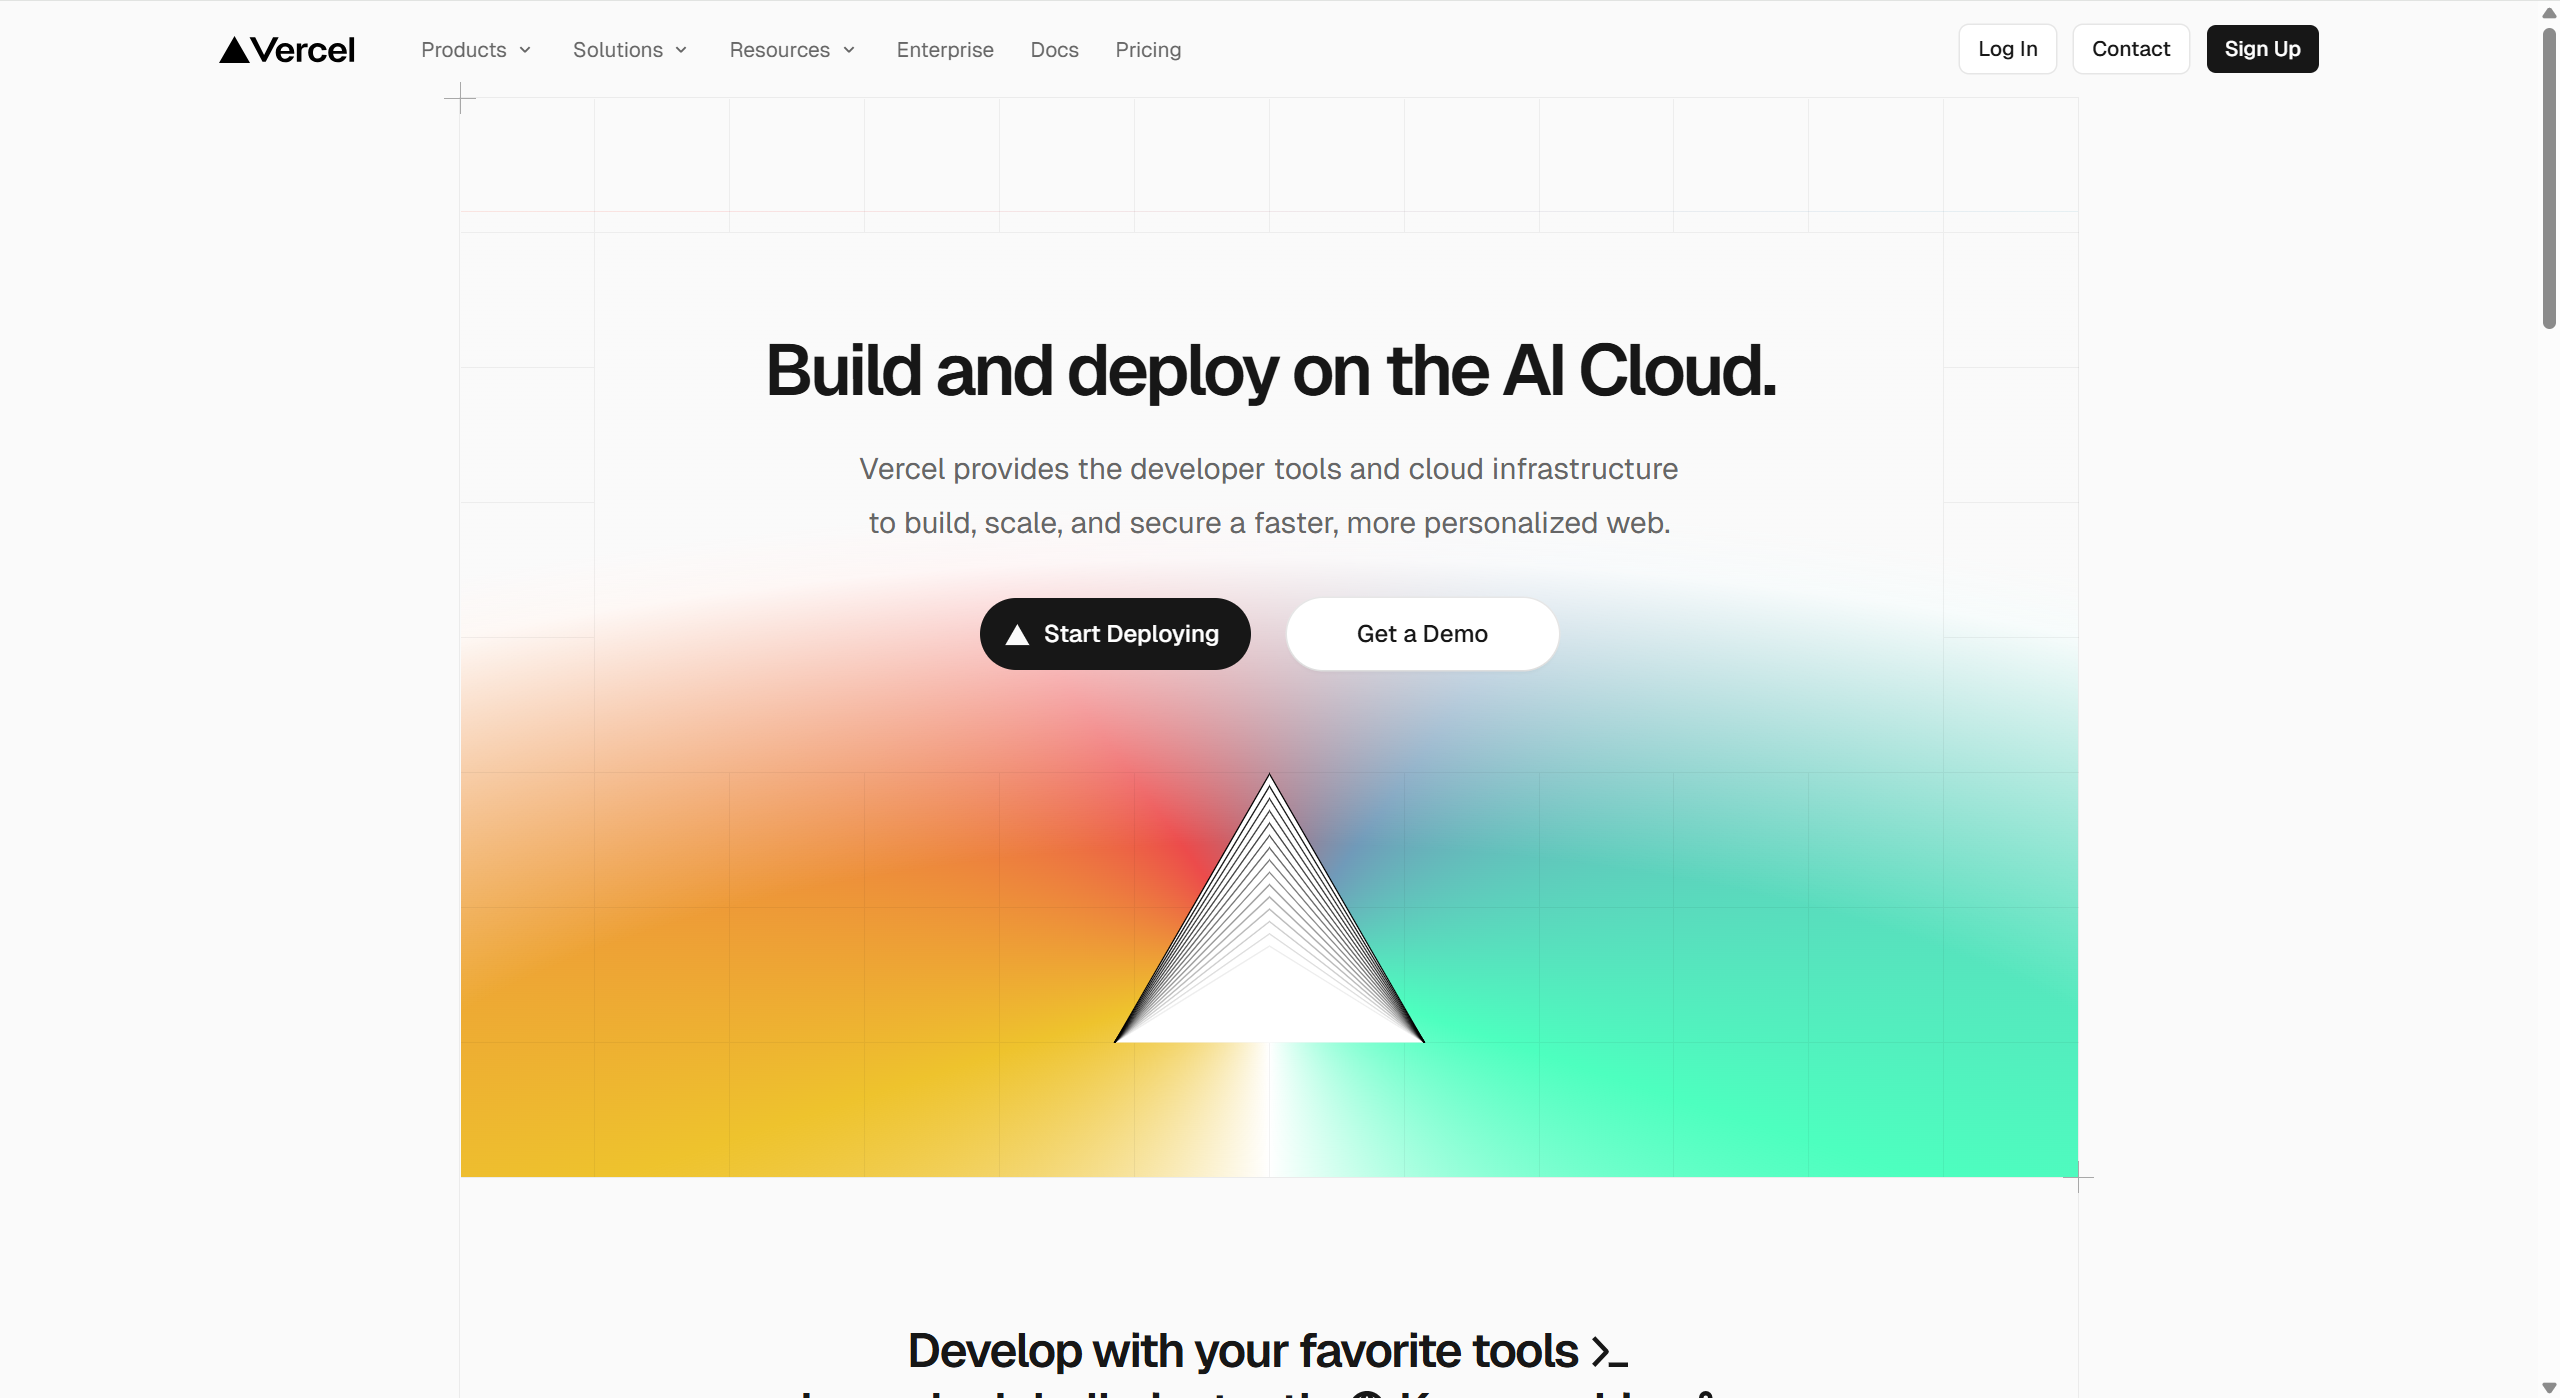 Vercel
Products Solutions Resources Enterprise Docs Pricing
Log In Contact Sign Up
Build and deploy on the AI Cloud.
Vercel provides the developer tools and cloud infrastructure
to build, scale, and secure a faster, more personalized web.
Start Deploying Get a Demo
Develop with your favorite tools >_